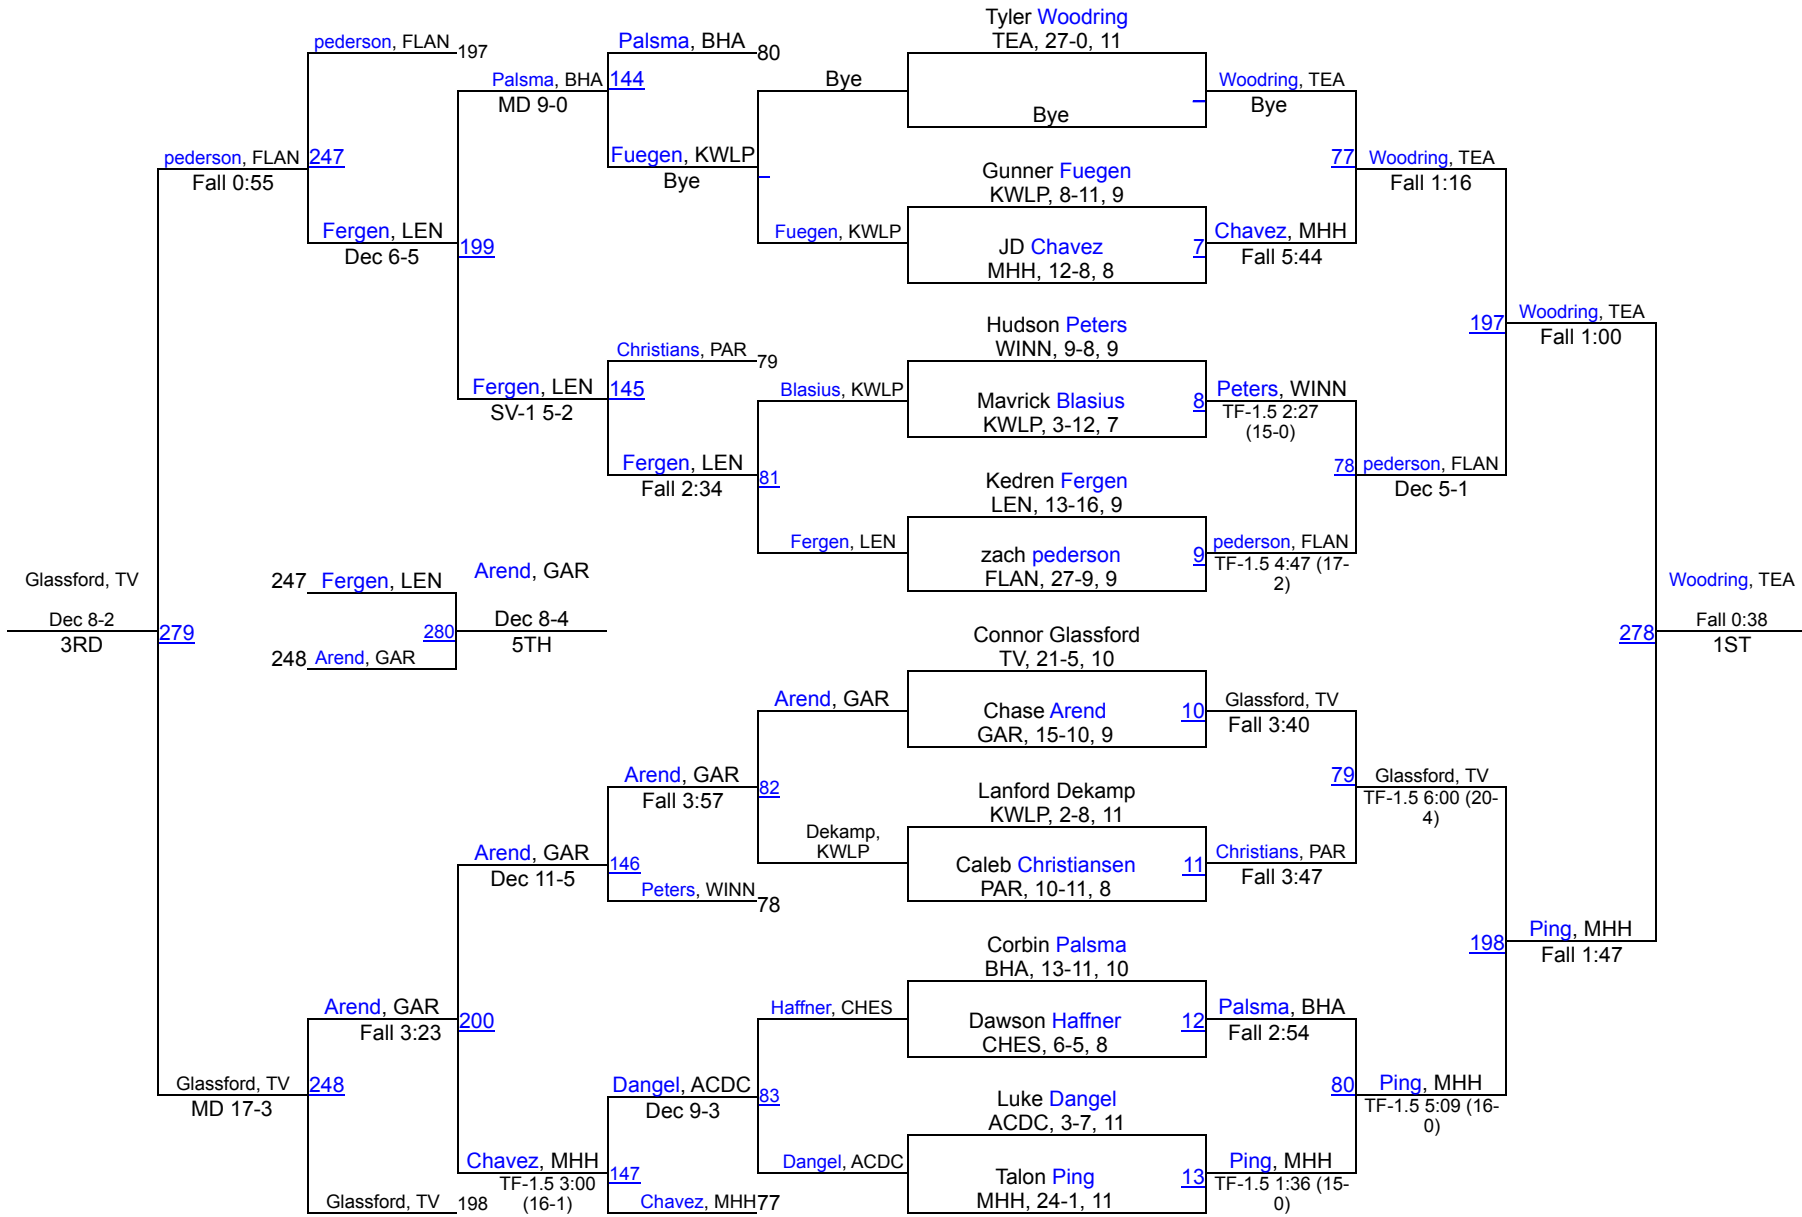 Tyler Woodring
TEA, 27-0, 11
Bye
Gunner Fuegen
KWLP, 8-11, 9
JD Chavez
MHH, 12-8, 8
7
Hudson Peters
WINN, 9-8, 9
Mavrick Blasius
KWLP, 3-12, 7
8
Kedren Fergen
LEN, 13-16, 9
zach pederson
FLAN, 27-9, 9
9
Connor Glassford
TV, 21-5, 10
Chase Arend
GAR, 15-10, 9
10
Lanford Dekamp
KWLP, 2-8, 11
Caleb Christiansen
PAR, 10-11, 8
11
Corbin Palsma
BHA, 13-11, 10
Dawson Haffner
CHES, 6-5, 8
12
Luke Dangel
ACDC, 3-7, 11
Talon Ping
MHH, 24-1, 11
13
Woodring, TEA
Bye
77
Chavez, MHH
Fall 5:44
Peters, WINN
TF-1.5 2:27
(15-0)
78
pederson, FLAN
TF-1.5 4:47 (17-
2)
Glassford, TV
Fall 3:40
79
Christians, PAR
Fall 3:47
Palsma, BHA
Fall 2:54
80
Ping, MHH
TF-1.5 1:36 (15-
0)
Woodring, TEA
Fall 1:16
197
pederson, FLAN
Dec 5-1
Glassford, TV
TF-1.5 6:00 (20-
4)
198
Ping, MHH
TF-1.5 5:09 (16-
0)
Woodring, TEA
Fall 1:00
278
Ping, MHH
Fall 1:47
Woodring, TEA
Fall 0:38
1ST
Bye
Fuegen, KWLP
Blasius, KWLP
81
Fergen, LEN
Arend, GAR
82
Dekamp,
KWLP
Haffner, CHES
83
Dangel, ACDC
Palsma, BHA
80
144
Fuegen, KWLP
Bye
Christians, PAR
79
145
Fergen, LEN
Fall 2:34
Arend, GAR
Fall 3:57
146
Peters, WINN
78
Dangel, ACDC
Dec 9-3
147
Chavez, MHH
77
Palsma, BHA
MD 9-0
199
Fergen, LEN
SV-1 5-2
Arend, GAR
Dec 11-5
200
Chavez, MHH
TF-1.5 3:00
(16-1)
pederson, FLAN
197
247
Fergen, LEN
Dec 6-5
Arend, GAR
Fall 3:23
248
Glassford, TV
198
pederson, FLAN
Fall 0:55
279
Glassford, TV
MD 17-3
Glassford, TV
Dec 8-2
3RD
247 Fergen, LEN
280
248 Arend, GAR
Arend, GAR
Dec 8-4
5TH